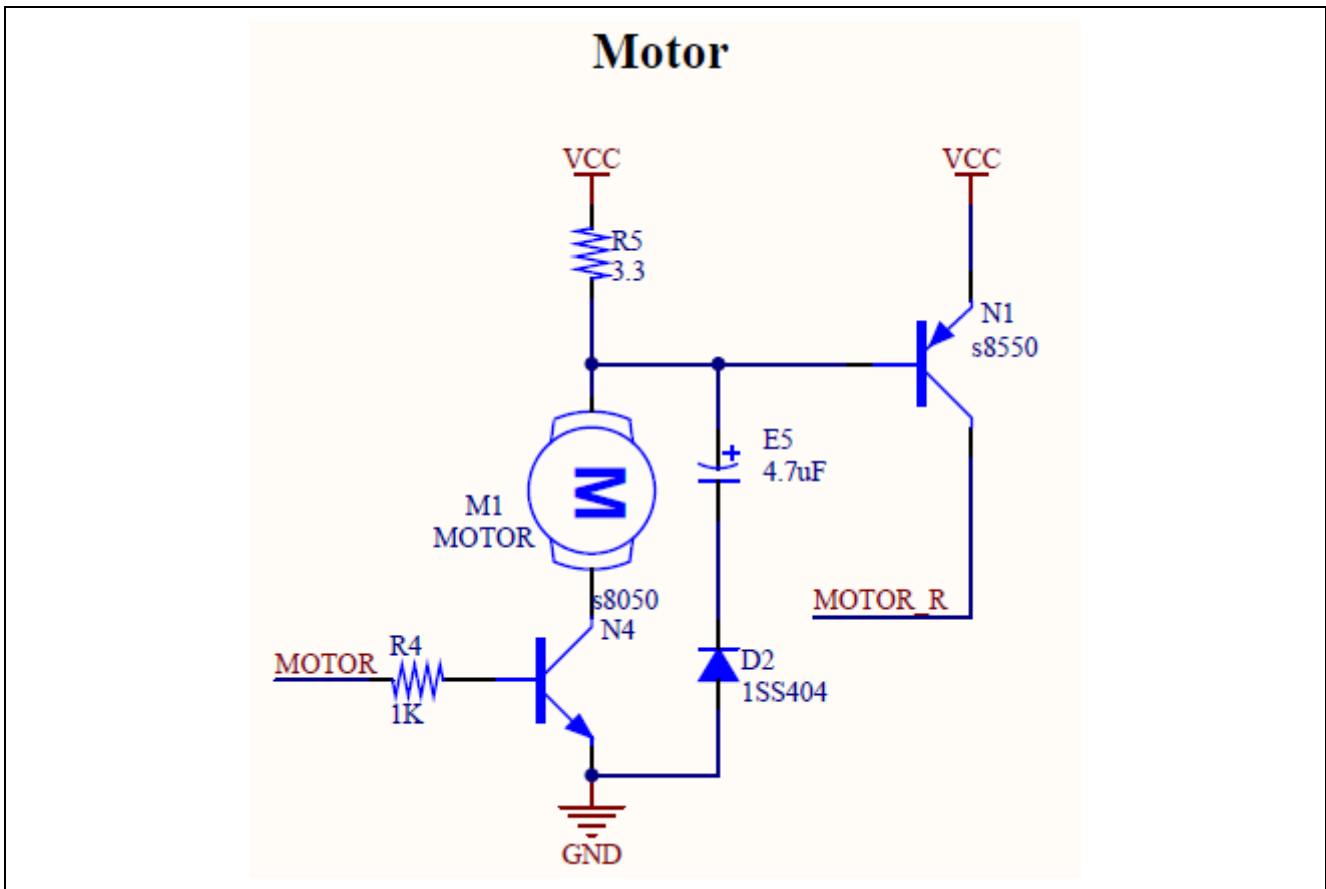 Motor
VCC
VCC
R5
3.3
N1
s8550
E5
4.7uF
M
M1
MOTOR
s8050
N4
MOTOR_R
MOTOR
R4
1K
D2
1SS404
GND